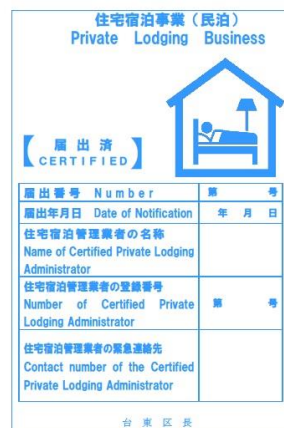 住宅宿泊事業（民泊）
Private Lodging Business
【届出済
CERTIFIED】
届出番号 Number 第 号
届出年月日 Date of Notification 年 月 日
住宅宿泊管理業者の名称
Name of Certified Private Lodging
Administrator
住宅宿泊管理業者の登録番号
Number of Certified Private
Lodging Administrator
第 号
住宅宿泊管理業者の緊急連絡先
Contact number of the Certified
Private Lodging Administrator
台東区長